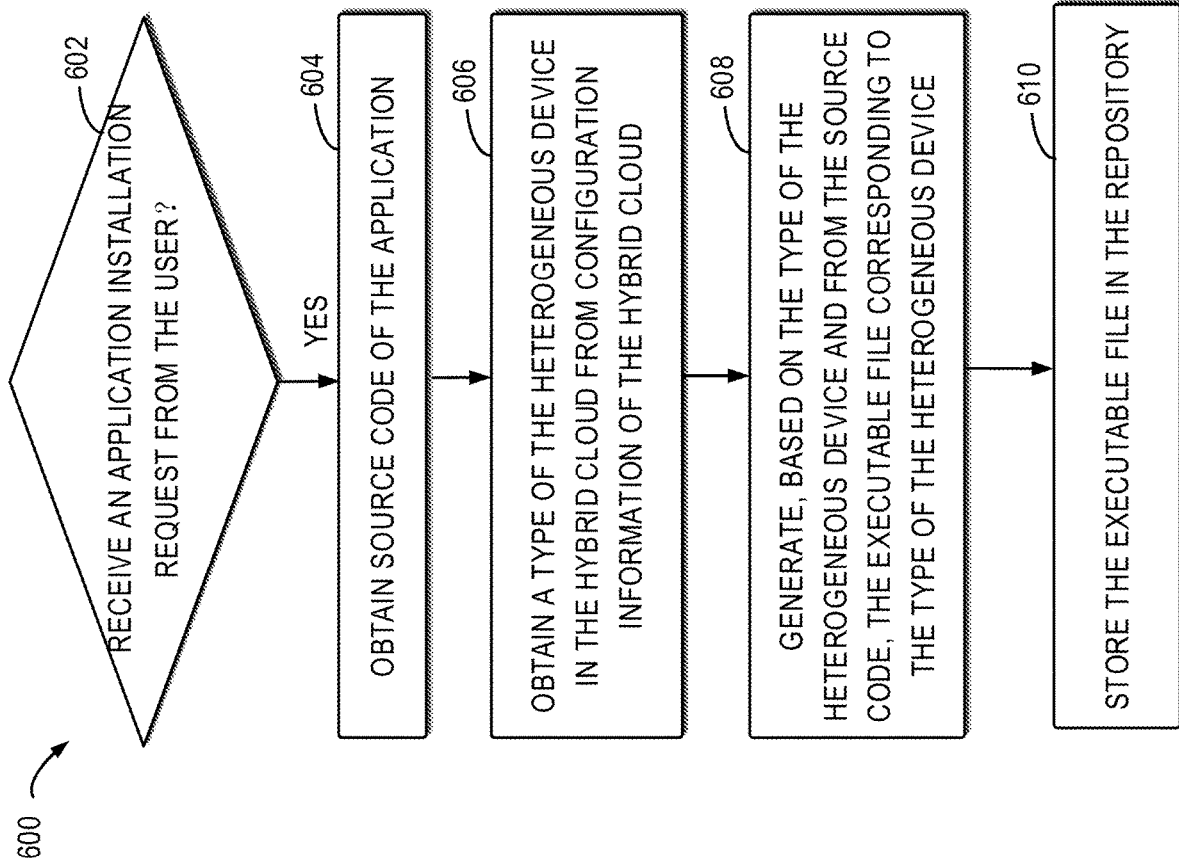 600
602
RECEIVE AN APPLICATION INSTALLATION
REQUEST FROM THE USER?
YES
604
OBTAIN SOURCE CODE OF THE APPLICATION
606
OBTAIN A TYPE OF THE HETEROGENEOUS DEVICE
IN THE HYBRID CLOUD FROM CONFIGURATION
INFORMATION OF THE HYBRID CLOUD
608
GENERATE, BASED ON THE TYPE OF THE
HETEROGENEOUS DEVICE AND FROM THE SOURCE
CODE, THE EXECUTABLE FILE CORRESPONDING TO
THE TYPE OF THE HETEROGENEOUS DEVICE
610
STORE THE EXECUTABLE FILE IN THE REPOSITORY